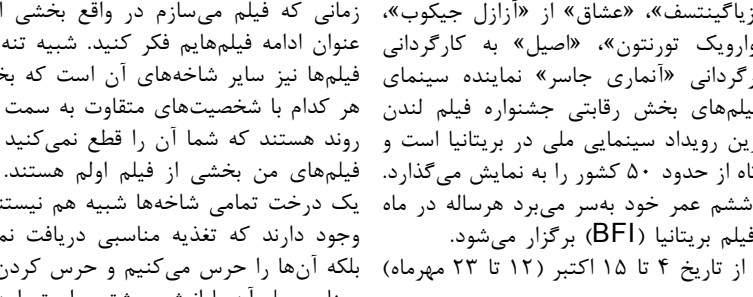 زیاگینتسف»، «عشاق» از «آزازل جیکوب»،
وارویک تورنتون»، «اصیل» به کارگردانی
گردانی «آنماری جاسر» نماینده سینمای
یلم‌های بخش رقابتی جشنواره فیلم لندن
رین رویداد سینمایی ملی در بریتانیا است و
اه از حدود ۵۰ کشور را به نمایش می‌گذارد.
ششم عمر خود به‌سر می‌برد هرساله در ماه
فیلم بریتانیا (BFI) برگزار می‌شود.
از تاریخ ۴ تا ۱۵ اکتبر (۱۲ تا ۲۳ مهرماه)
زمانی که فیلم می‌سازم در واقع بخشی ا
عنوان ادامه فیلم‌هایم فکر کنید. شبیه تنه
فیلم‌ها نیز سایر شاخه‌های آن است که بخ
هر کدام با شخصیت‌های متفاوت به سمت
روند هستند که شما آن را قطع نمی‌کنید
فیلم‌های من بخشی از فیلم اولم هستند.
یک درخت تمامی شاخه‌ها شبیه هم نیستند
وجود دارند که تغذیه مناسبی دریافت نم
بلکه آن‌ها را حرس می‌کنیم و حرس کردن